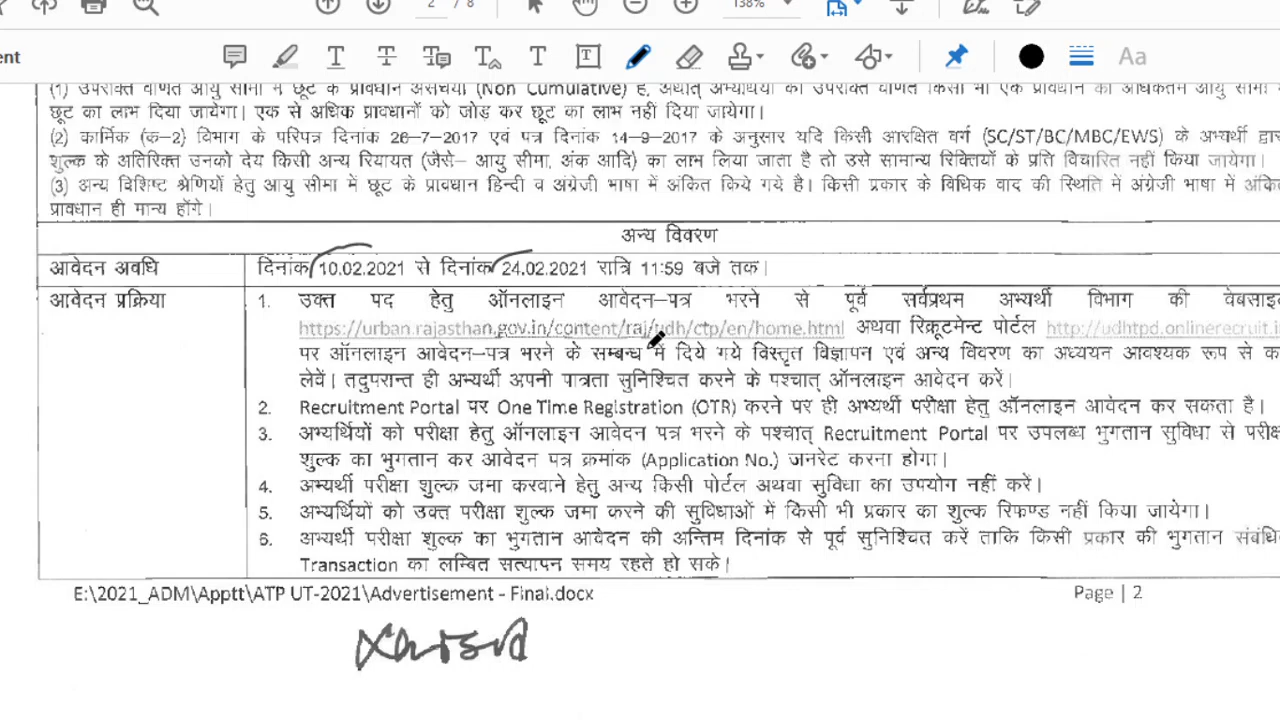 2 / 8
138%
ent
Aa
(1) उपरोक्त वर्णित आयु सीमा में छूट के प्रावधान असंचयी (Non Cumulative) है, अर्थात् अभ्यर्थियों को उपरोक्त वर्णित किसी भी एक प्रावधान का अधिकतम आयु सीमा
छूट का लाभ दिया जायेगा। एक से अधिक प्रावधानों को जोड़ कर छूट का लाभ नहीं दिया जायेगा।
(2) कार्मिक (क-2) विभाग के परिपत्र दिनांक 26-7-2017 एवं पत्र दिनांक 14-9-2017 के अनुसार यदि किसी आरक्षित वर्ग (SC/ST/BC/MBC/EWS) के अभ्यर्थी द्वा
शुल्क के अतिरिक्त उनको देय किसी अन्य रियायत (जैसे- आयु सीमा, अंक आदि) का लाभ लिया जाता है तो उसे सामान्य रिक्तियों के प्रति विचारित नहीं किया जायेगा।
(3) अन्य विशिष्ट श्रेणियों हेतु आयु सीमा में छूट के प्रावधान हिन्दी व अंग्रेजी भाषा में अंकित किये गये है। किसी प्रकार के विधिक वाद की स्थिति में अंग्रेजी भाषा में अंकि
प्रावधान ही मान्य होंगे।
अन्य विवरण
आवेदन अवधि दिनांक 10.02.2021 से दिनांक 24.02.2021 रात्रि 11:59 बजे तक।
आवेदन प्रक्रिया 1. उक्त पद हेतु ऑनलाइन आवेदन-पत्र भरने से पूर्व सर्वप्रथम अभ्यर्थी विभाग की वेबसाइ
https://urban.rajasthan.gov.in/content/raj/udh/ctp/en/home.html अथवा रिक्रूटमेन्ट पोर्टल http://udhtpd.onlinerecruit.i
पर ऑनलाइन आवेदन-पत्र भरने के सम्बन्ध में दिये गये विस्तृत विज्ञापन एवं अन्य विवरण का अध्ययन आवश्यक रूप से क
लेवें। तदुपरान्त ही अभ्यर्थी अपनी पात्रता सुनिश्चित करने के पश्चात् ऑनलाइन आवेदन करें।
2. Recruitment Portal पर One Time Registration (OTR) करने पर ही अभ्यर्थी परीक्षा हेतु ऑनलाइन आवेदन कर सकता है।
3. अभ्यर्थियों को परीक्षा हेतु ऑनलाइन आवेदन पत्र भरने के पश्चात् Recruitment Portal पर उपलब्ध भुगतान सुविधा से परीक्ष
शुल्क का भुगतान कर आवेदन पत्र क्रमांक (Application No.) जनरेट करना होगा।
4. अभ्यर्थी परीक्षा शुल्क जमा करवाने हेतु अन्य किसी पोर्टल अथवा सुविधा का उपयोग नहीं करें।
5. अभ्यर्थियों को उक्त परीक्षा शुल्क जमा करने की सुविधाओं में किसी भी प्रकार का शुल्क रिफण्ड नहीं किया जायेगा।
6. अभ्यर्थी परीक्षा शुल्क का भुगतान आवेदन की अन्तिम दिनांक से पूर्व सुनिश्चित करें ताकि किसी प्रकार की भुगतान संबंधि
Transaction का लम्बित सत्यापन समय रहते हो सके।
E:\2021_ADM\Apptt\ATP UT-2021\Advertisement - Final.docx
Page | 2